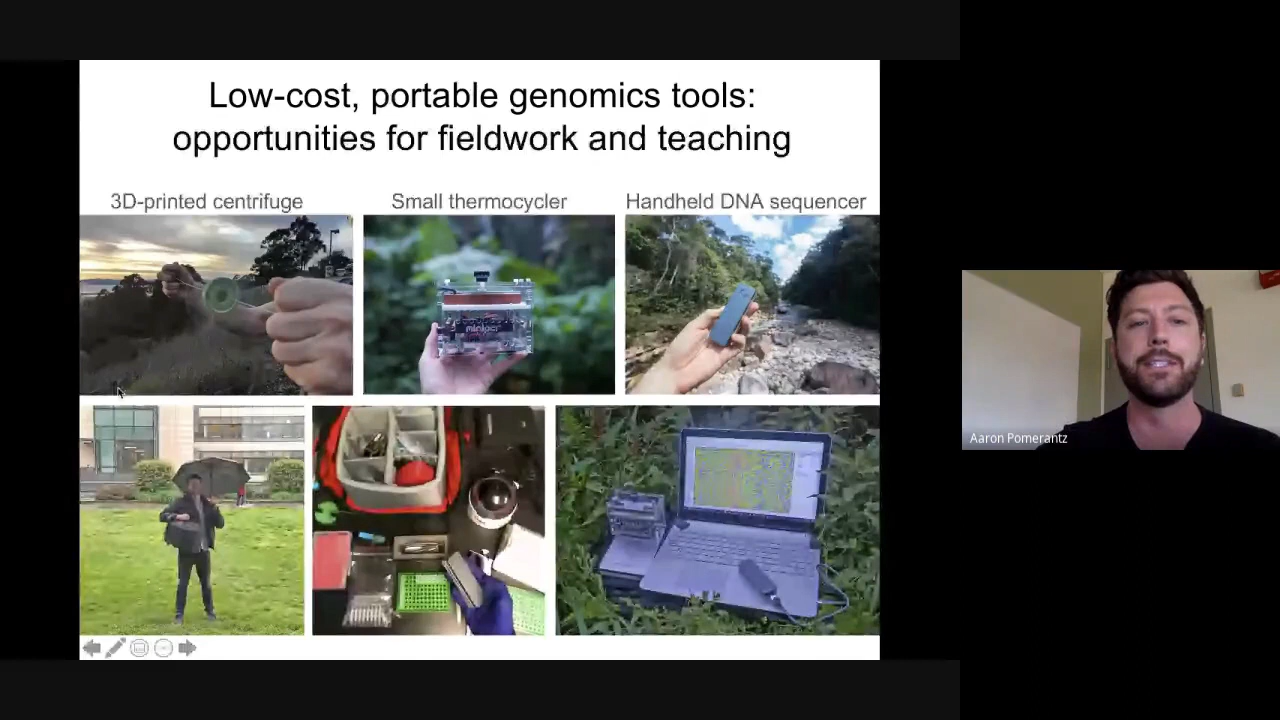 Low-cost, portable genomics tools:
opportunities for fieldwork and teaching
3D-printed centrifuge
Small thermocycler
Handheld DNA sequencer
minipcr
Aaron Pomerantz